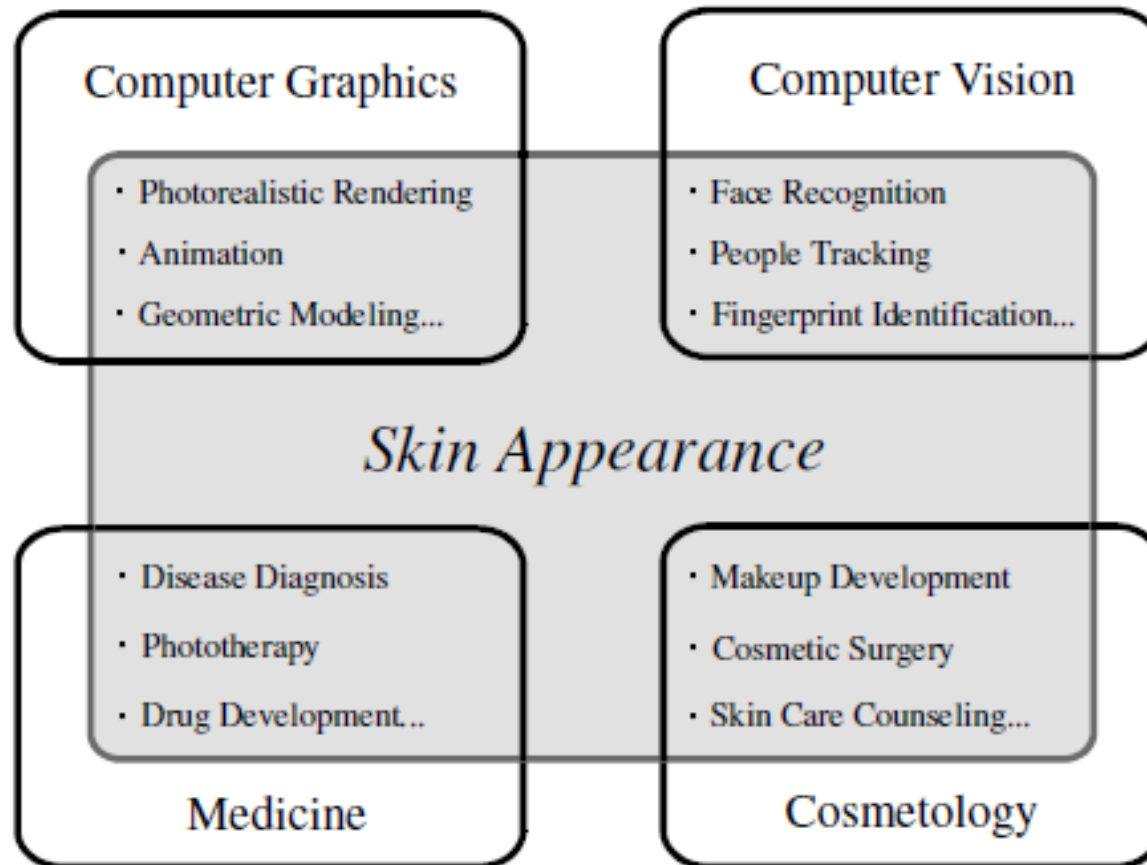 Computer Graphics
· Photorealistic Rendering
· Animation
· Geometric Modeling...
Computer Vision
· Face Recognition
· People Tracking
· Fingerprint Identification...
Skin Appearance
· Disease Diagnosis
· Phototherapy
· Drug Development...
Medicine
· Makeup Development
· Cosmetic Surgery
· Skin Care Counseling...
Cosmetology